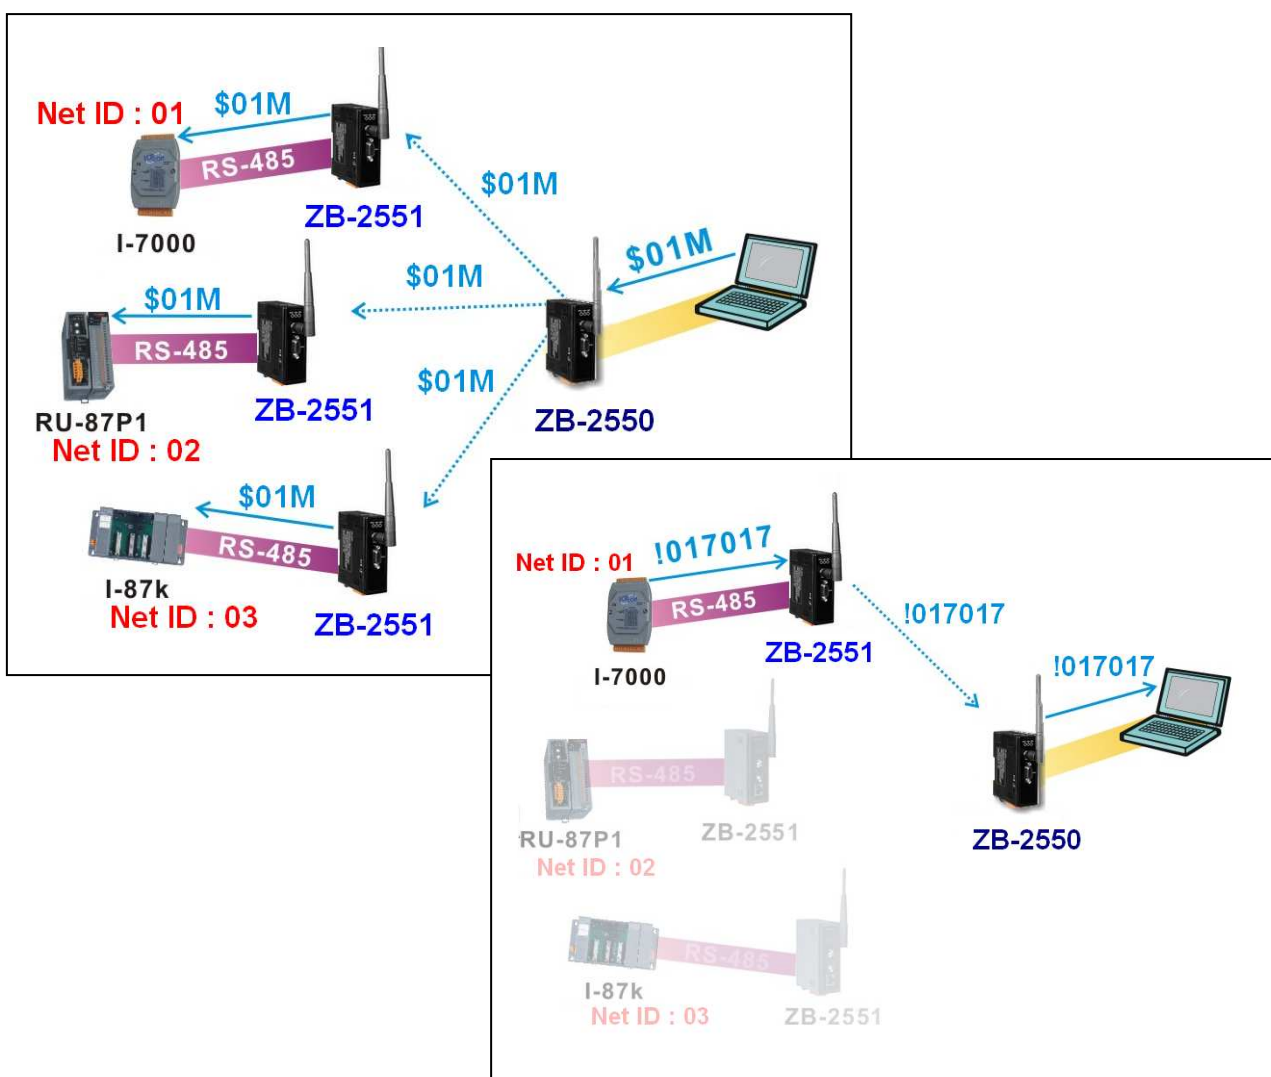 Net ID : 01
$01M
RS-485
I-7000
ZB-2551
$01M
$01M
$01M
$01M
RS-485
RU-87P1
Net ID : 02
ZB-2551
$01M
ZB-2550
$01M
RS-485
I-87k
Net ID : 03
ZB-2551
Net ID : 01
!017017
RS-485
I-7000
ZB-2551
!017017
!017017
RS-485
RU-87P1
Net ID : 02
ZB-2551
ZB-2550
RS-485
I-87k
Net ID : 03
ZB-2551